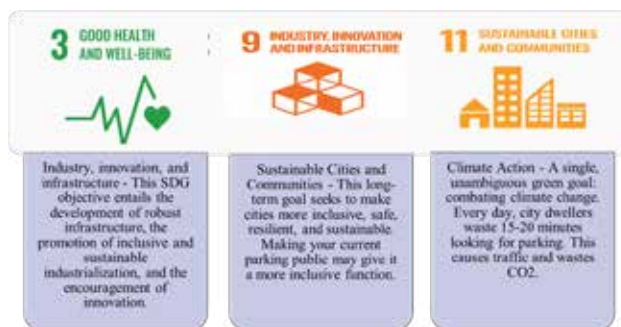 3 GOOD HEALTH
AND WELL-BEING
9 INDUSTRY, INNOVATION
AND INFRASTRUCTURE
11 SUSTAINABLE CITIES
AND COMMUNITIES
Industry, innovation, and
infrastructure - This SDG
objective entails the
development of robust
infrastructure, the
promotion of inclusive and
sustainable
industrialization, and the
encouragement of
innovation.
Sustainable Cities and
Communities - This long-
term goal seeks to make
cities more inclusive, safe,
resilient, and sustainable.
Making your current
parking public may give it
a more inclusive function.
Climate Action - A single,
unambiguous green goal:
combating climate change.
Every day, city dwellers
waste 15-20 minutes
looking for parking. This
causes traffic and wastes
CO2.